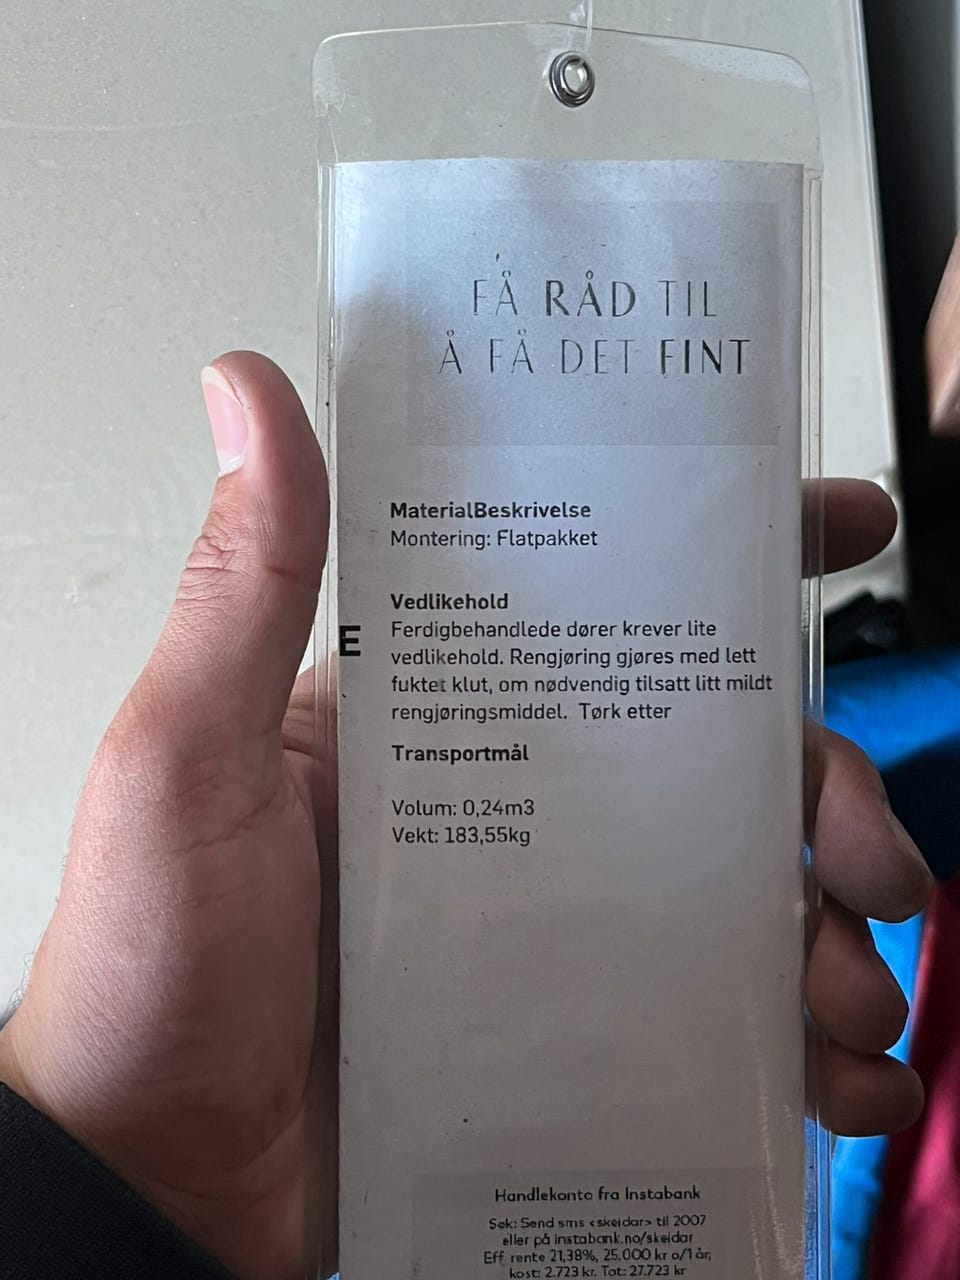 FÅ RÅD TIL
Å FÅ DET FINT
MaterialBeskrivelse
Montering: Flatpakket
Vedlikehold
Ferdigbehandlede dører krever lite
vedlikehold. Rengjøring gjøres med lett
fuktet klut, om nødvendig tilsatt litt mildt
rengjøringsmiddel. Tørk etter
E
Transportmål
Volum: 0,24m3
Vekt: 183,55kg
Handlekonto fra Instabank
Søk: Send sms <skeidar> til 2007
eller på instabank.no/skeidar
Eff. rente 21,38%, 25.000 kr o/1 år,
kost: 2.723 kr. Tot: 27.723 kr